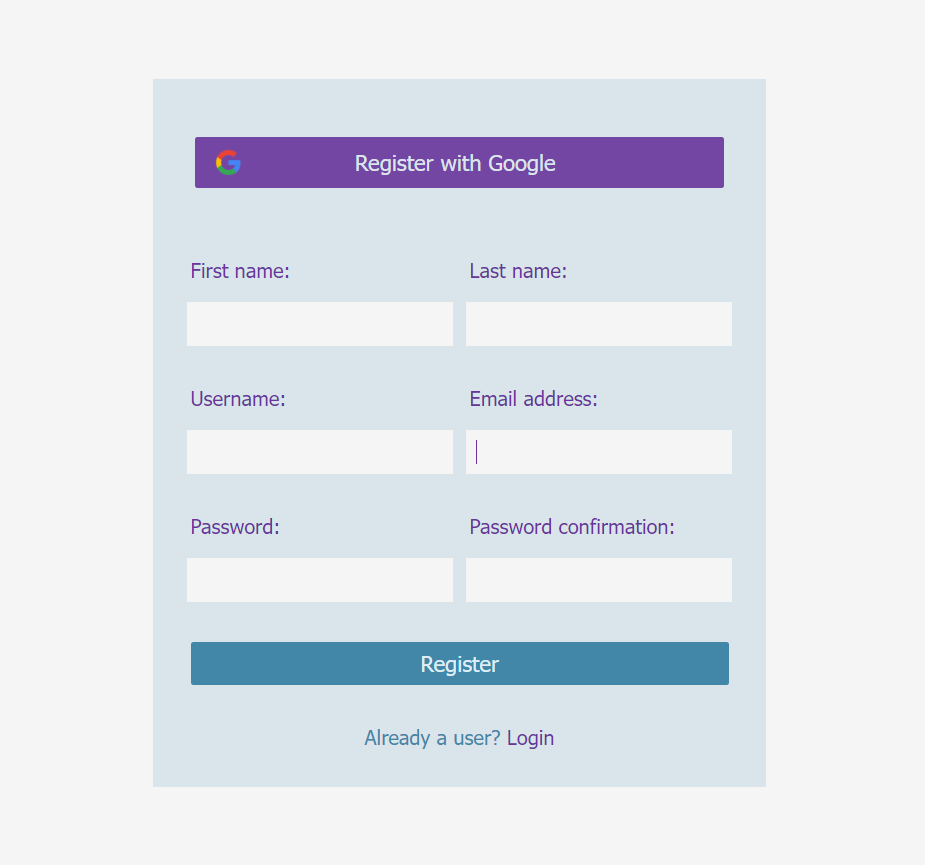 Register with Google
First name: Last name:
Username: Email address:
Password: Password confirmation:
Register
Already a user? Login